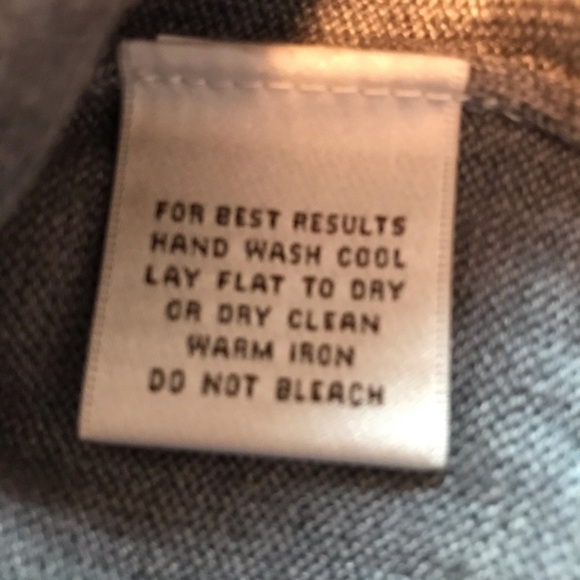 FOR BEST RESULTS
HAND WASH COOL
LAY FLAT TO DRY
OR DRY CLEAN
WARM IRON
DO NOT BLEACH